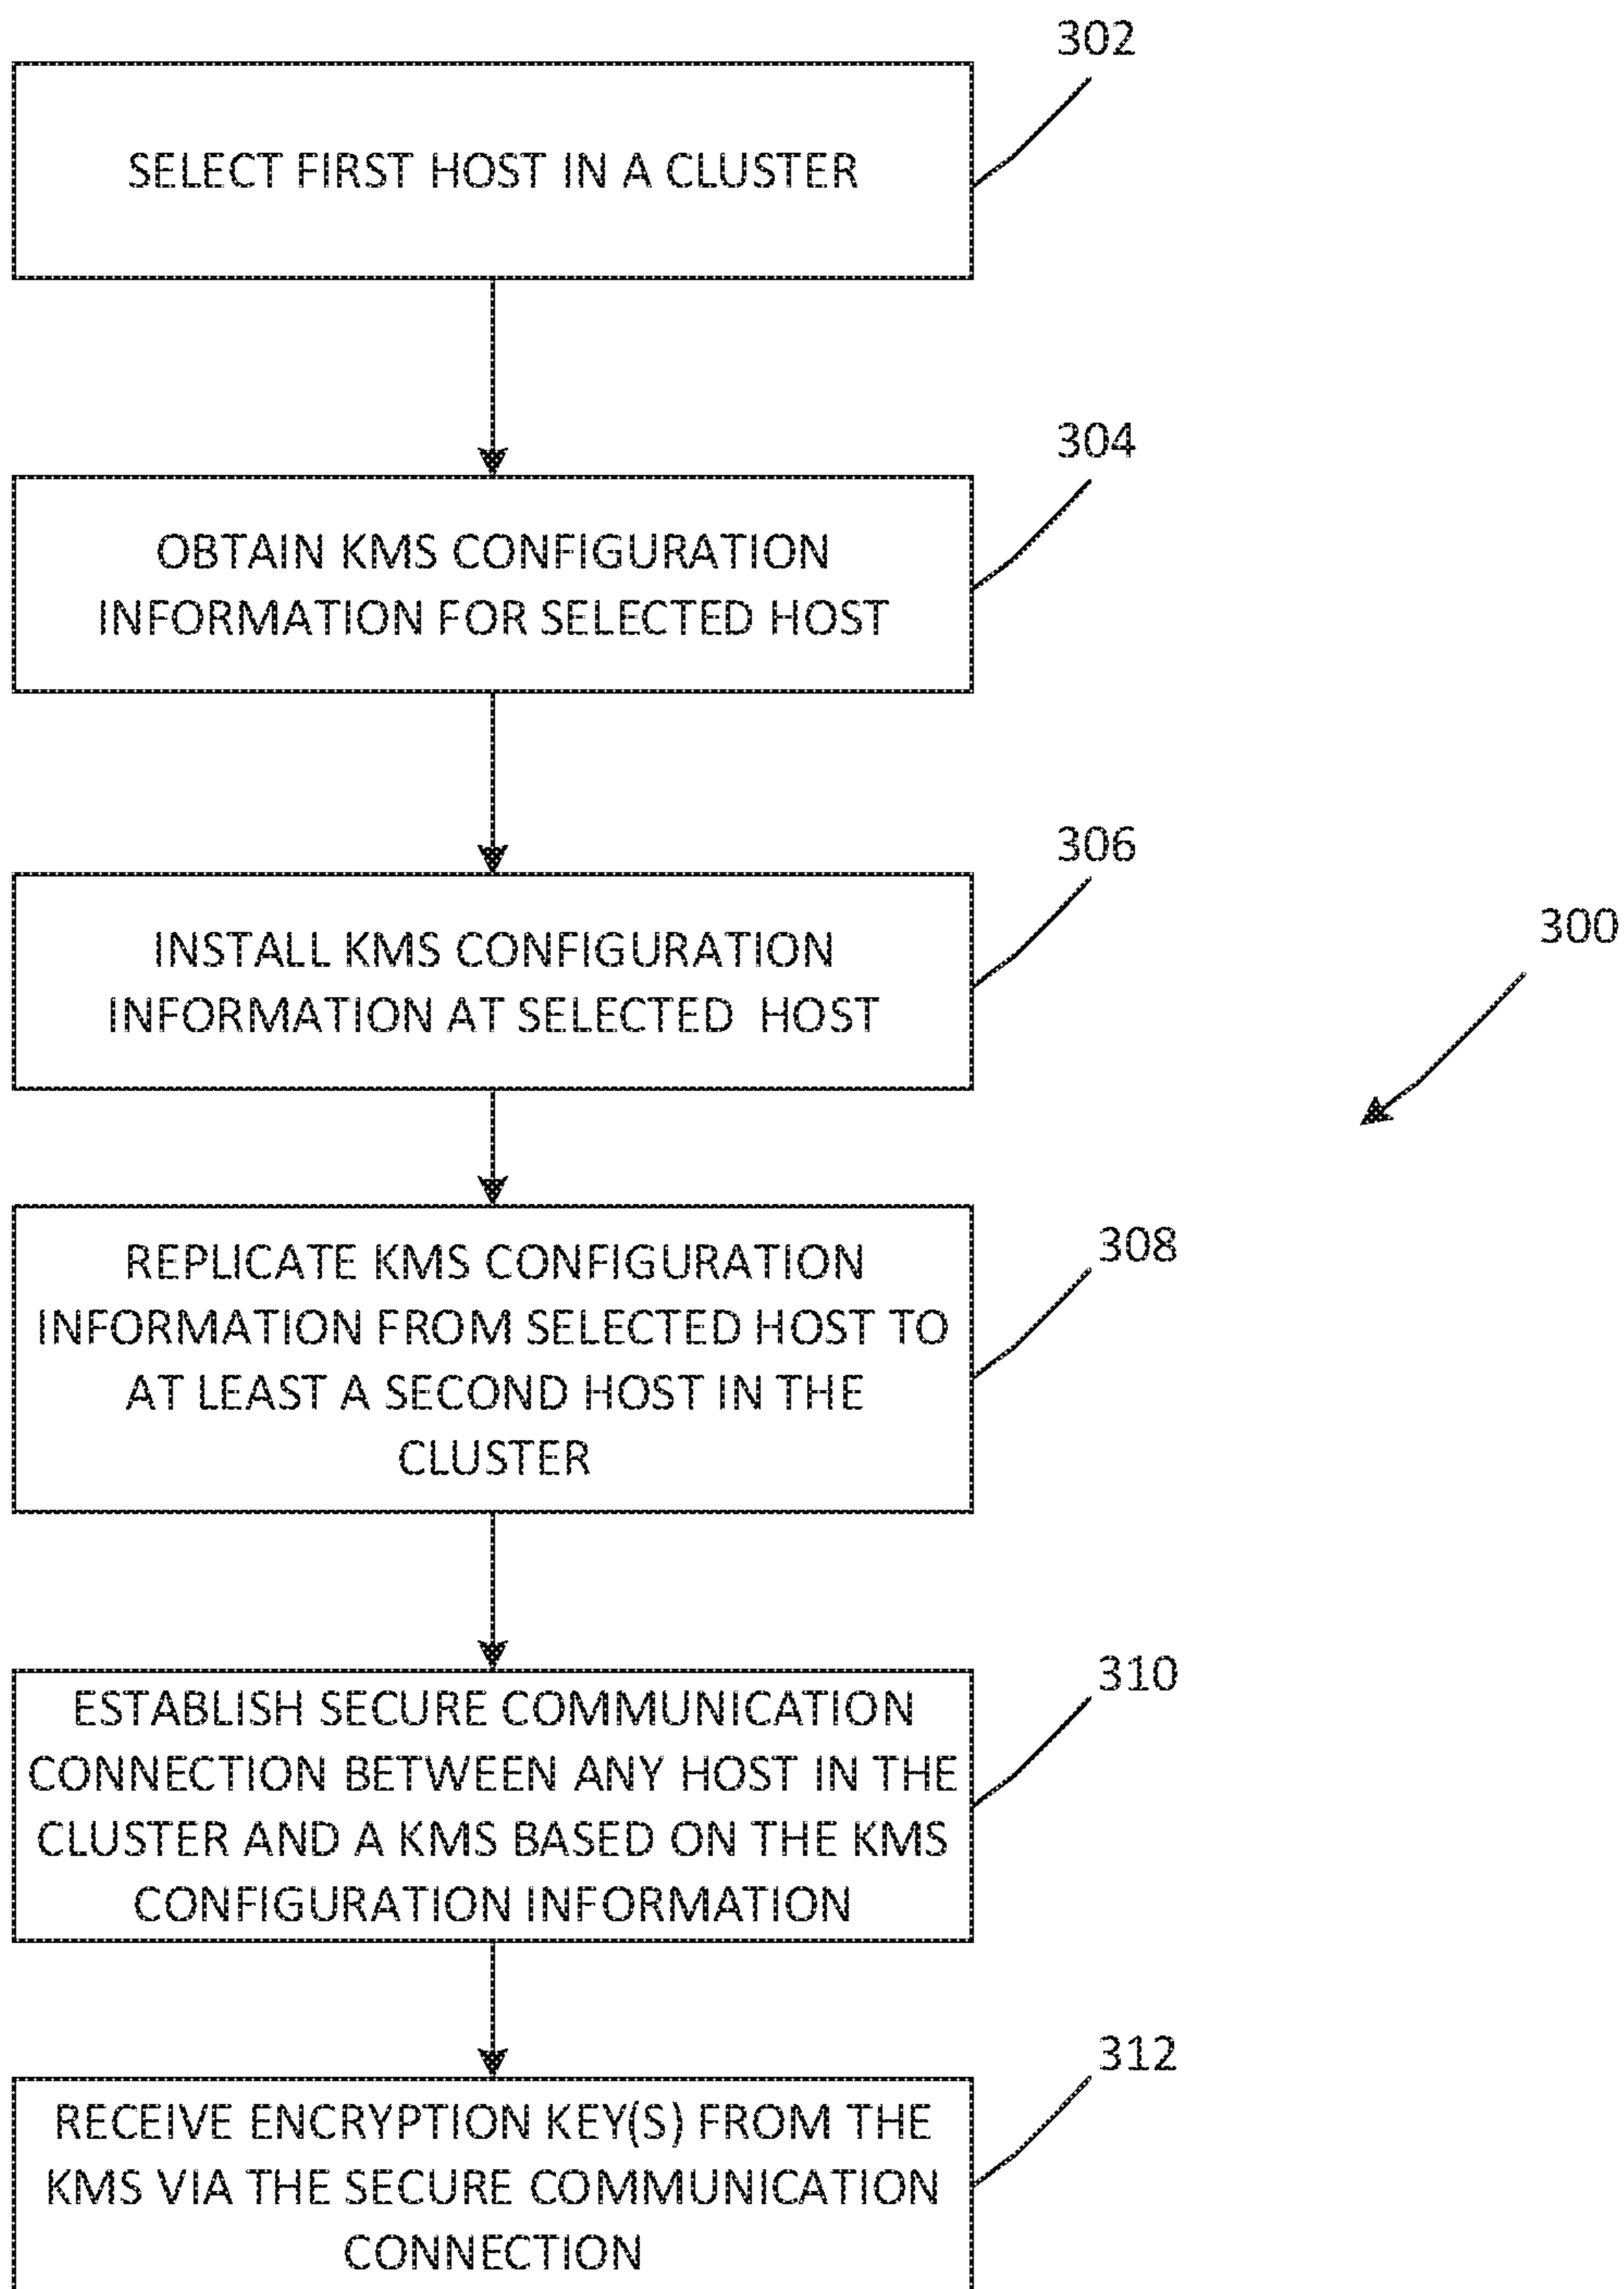 302
SELECT FIRST HOST IN A CLUSTER
304
OBTAIN KMS CONFIGURATION
INFORMATION FOR SELECTED HOST
306
INSTALL KMS CONFIGURATION
INFORMATION AT SELECTED HOST
300
308
REPLICATE KMS CONFIGURATION
INFORMATION FROM SELECTED HOST TO
AT LEAST A SECOND HOST IN THE
CLUSTER
310
ESTABLISH SECURE COMMUNICATION
CONNECTION BETWEEN ANY HOST IN THE
CLUSTER AND A KMS BASED ON THE KMS
CONFIGURATION INFORMATION
312
RECEIVE ENCRYPTION KEY(S) FROM THE
KMS VIA THE SECURE COMMUNICATION
CONNECTION